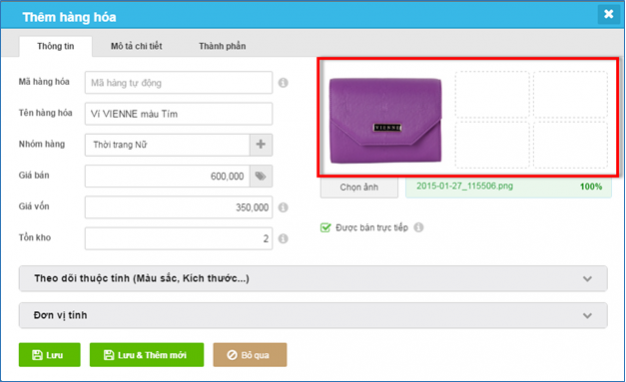 Thêm hàng hóa
Thông tin
Mô tả chi tiết
Thành phần
Mã hàng hóa
Mã hàng tự động
Tên hàng hóa
Ví VIENNE màu Tím
Nhóm hàng
Thời trang Nữ
Giá bán
600,000
Giá vốn
350,000
Tồn kho
2
VIENNE
Chọn ảnh
2015-01-27_115506.png
100%
Được bán trực tiếp
Theo dõi thuộc tính (Màu sắc, Kích thước...)
Đơn vị tính
Lưu
Lưu & Thêm mới
Bỏ qua